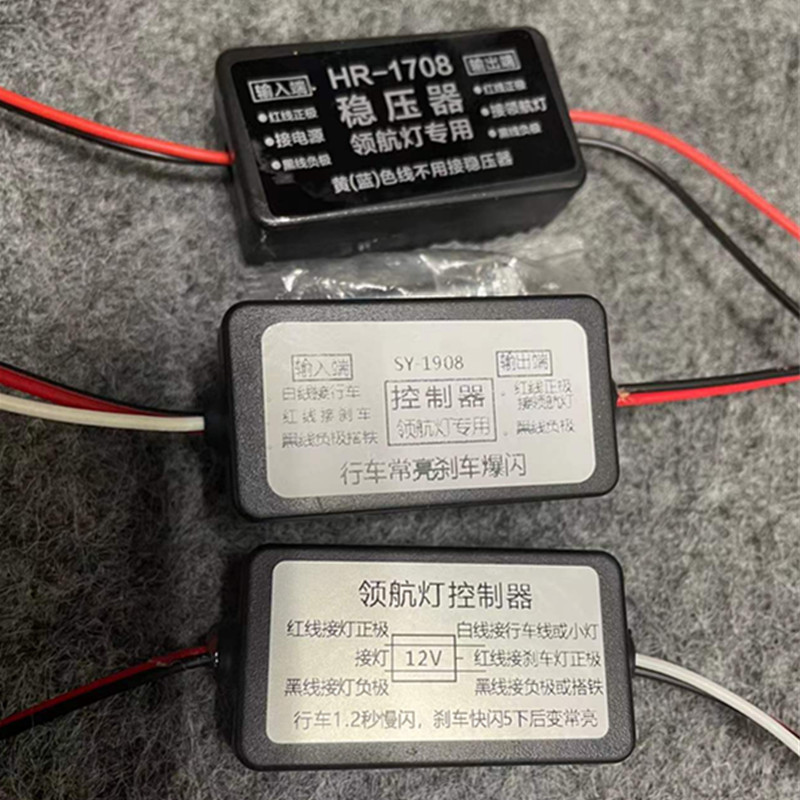 HR-1708
输入端
输出端
稳压器
红线正极
红线正极
接电源
领航灯专用
接领航灯
黑线负极
黑线负极
黄(蓝)色线不用接稳压器
SY-1908
输入端
输出端
白线接行车
控制器
红线正极
红线接刹车
领航灯专用
接领航灯
黑线负极搭铁
黑线负极
行车常亮刹车爆闪
领航灯控制器
红线接灯正极
白线接行车线或小灯
接灯
12V
红线接刹车灯正极
黑线接灯负极
黑线接负极或搭铁
行车1.2秒慢闪，刹车快闪5下后变常亮